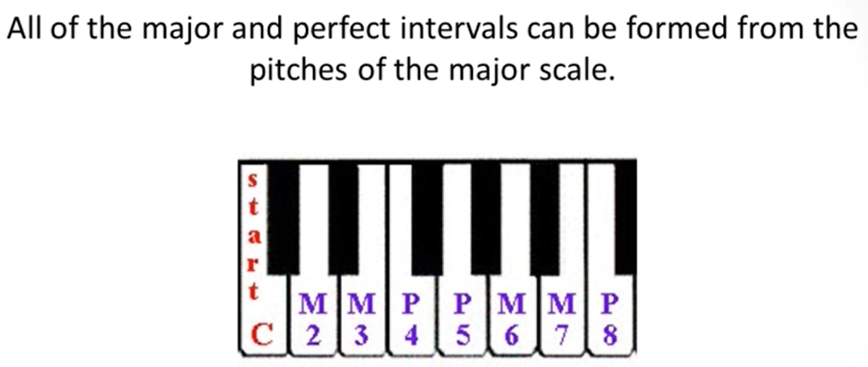 All of the major and perfect intervals can be formed from the
pitches of the major scale.
start
C
M M P P M M P
2 3 4 5 6 7 8